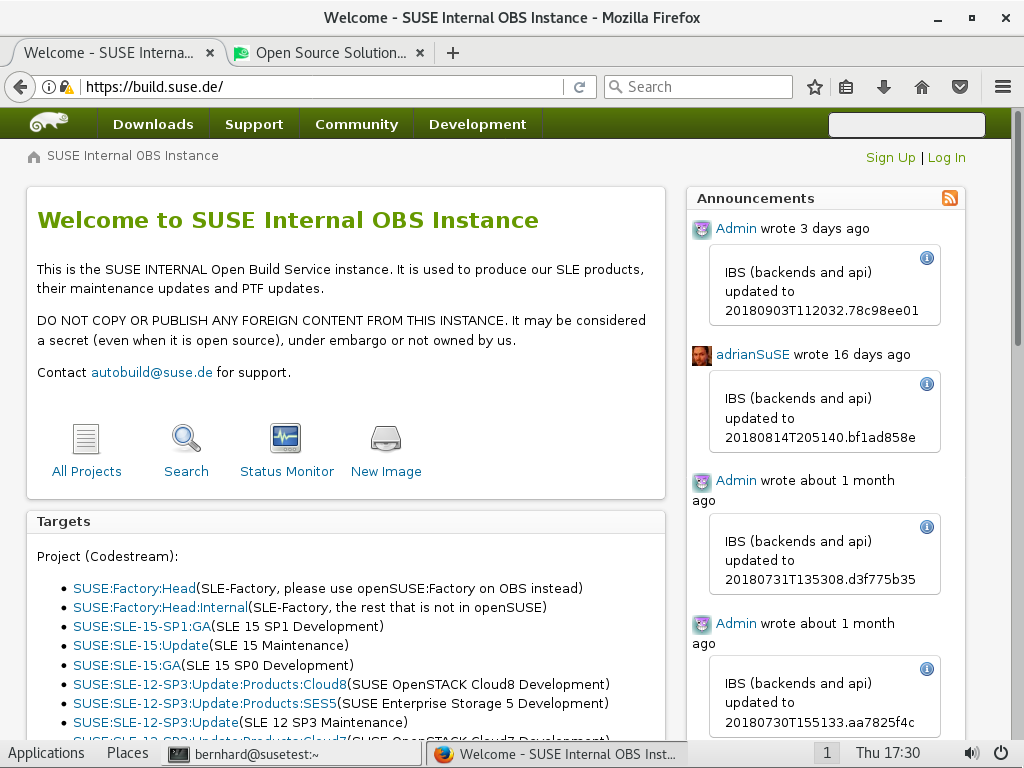 Welcome - SUSE Internal OBS Instance - Mozilla Firefox
Welcome - SUSE Interna...
Open Source Solution...
https://build.suse.de/
Search
Downloads
Support
Community
Development
SUSE Internal OBS Instance
Sign Up | Log In
Welcome to SUSE Internal OBS Instance
This is the SUSE INTERNAL Open Build Service instance. It is used to produce our SLE products,
their maintenance updates and PTF updates.
DO NOT COPY OR PUBLISH ANY FOREIGN CONTENT FROM THIS INSTANCE. It may be considered
a secret (even when it is open source), under embargo or not owned by us.
Contact autobuild@suse.de for support.
All Projects
Search
Status Monitor
New Image
Targets
Project (Codestream):
SUSE:Factory:Head(SLE-Factory, please use openSUSE:Factory on OBS instead)
SUSE:Factory:Head:Internal(SLE-Factory, the rest that is not in openSUSE)
SUSE:SLE-15-SP1:GA(SLE 15 SP1 Development)
SUSE:SLE-15:Update(SLE 15 Maintenance)
SUSE:SLE-15:GA(SLE 15 SP0 Development)
SUSE:SLE-12-SP3:Update:Products:Cloud8(SUSE OpenSTACK Cloud8 Development)
SUSE:SLE-12-SP3:Update:Products:SES5(SUSE Enterprise Storage 5 Development)
SUSE:SLE-12-SP3:Update(SLE 12 SP3 Maintenance)
Announcements
Admin wrote 3 days ago
IBS (backends and api)
updated to
20180903T112032.78c98ee01
adrianSuSE wrote 16 days ago
IBS (backends and api)
updated to
20180814T205140.bf1ad858e
Admin wrote about 1 month
ago
IBS (backends and api)
updated to
20180731T135308.d3f775b35
Admin wrote about 1 month
ago
IBS (backends and api)
updated to
20180730T155133.aa7825f4c
Applications
Places
bernhard@susetest:~
Welcome - SUSE Internal OBS Inst...
1
Thu 17:30